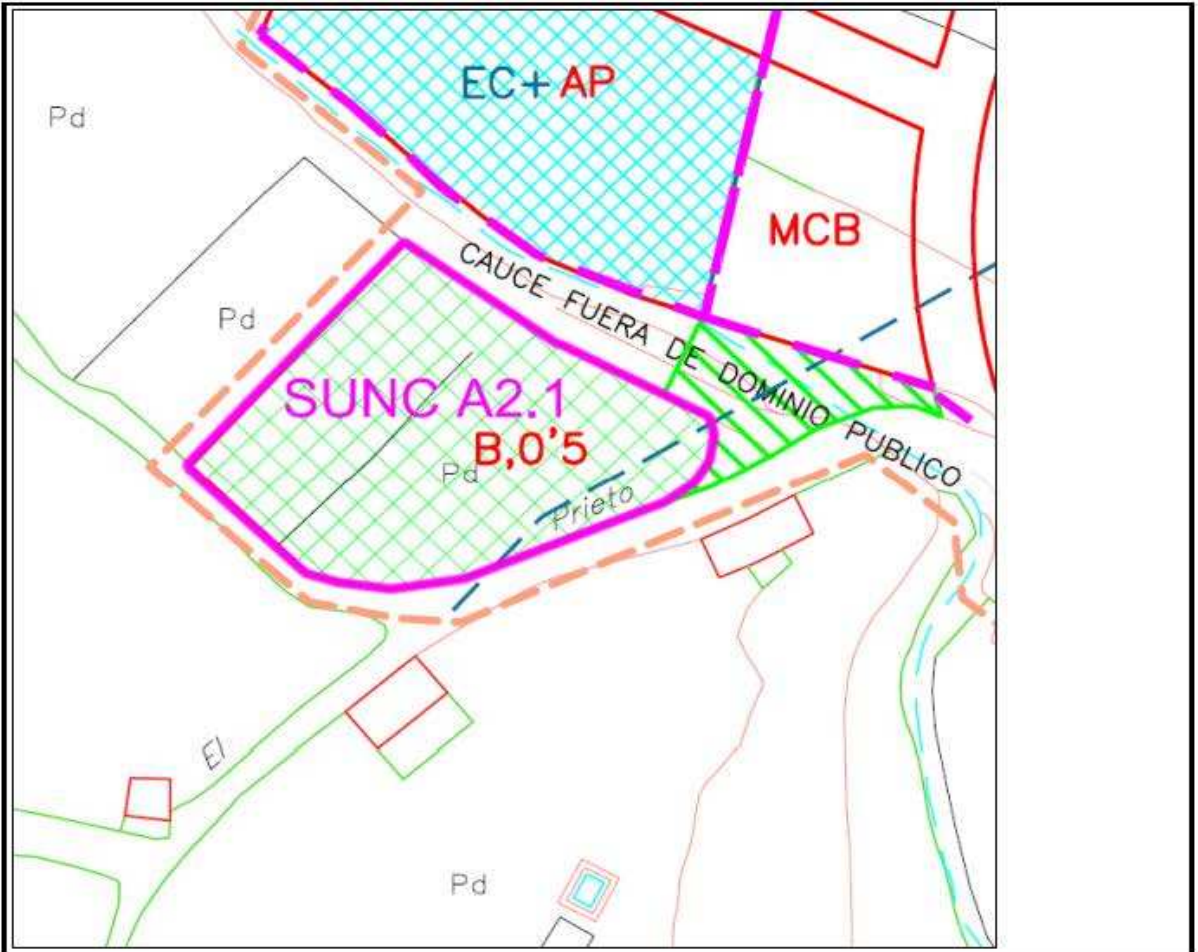 EC+ AP
Pd
MCB
CAUCE FUERA DE DOMINIO PUBLICO
Pd
SUNC A2.1
B,0'5
Pd
Prieto
El
Pd